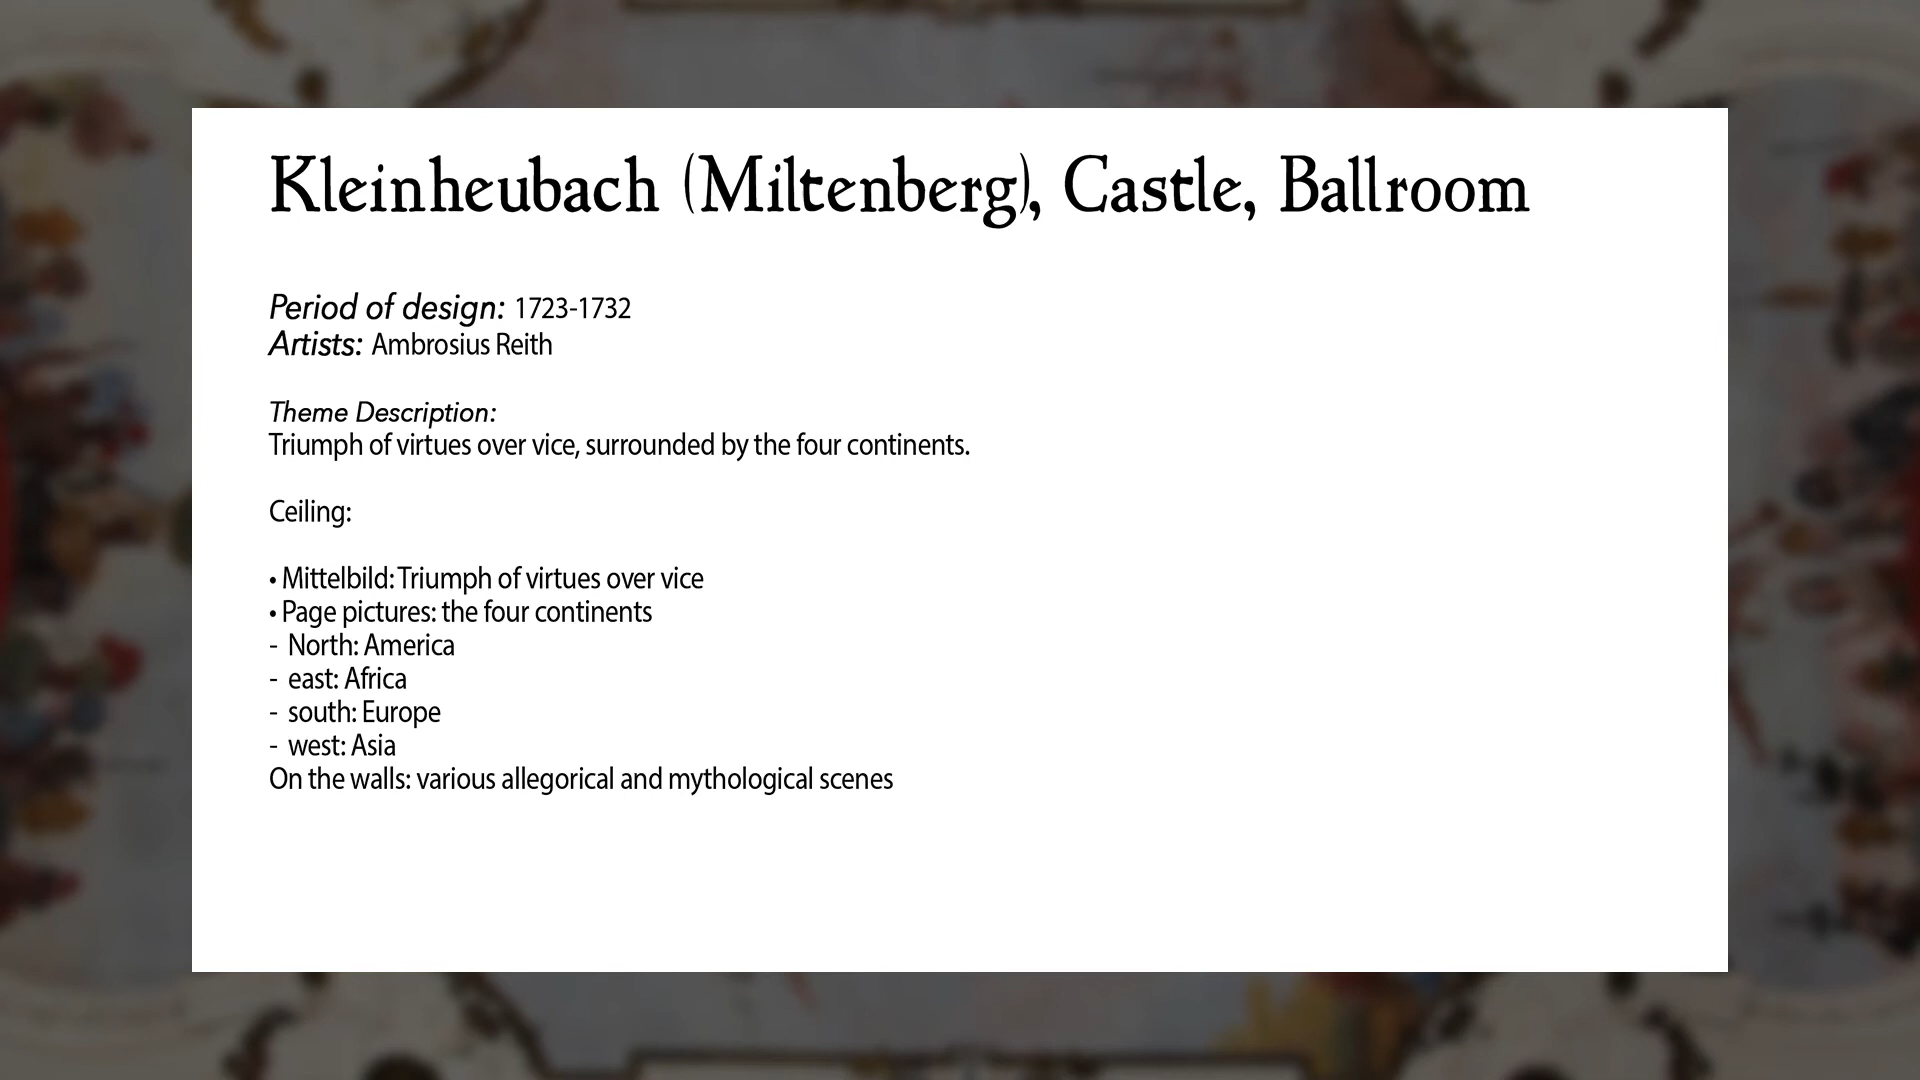 Kleinheubach (Miltenberg), Castle, Ballroom
Period of design: 1723-1732
Artists: Ambrosius Reith
Theme Description:
Triumph of virtues over vice, surrounded by the four continents.
Ceiling:
• Mittelbild: Triumph of virtues over vice
• Page pictures: the four continents
- North: America
- east: Africa
- south: Europe
- west: Asia
On the walls: various allegorical and mythological scenes